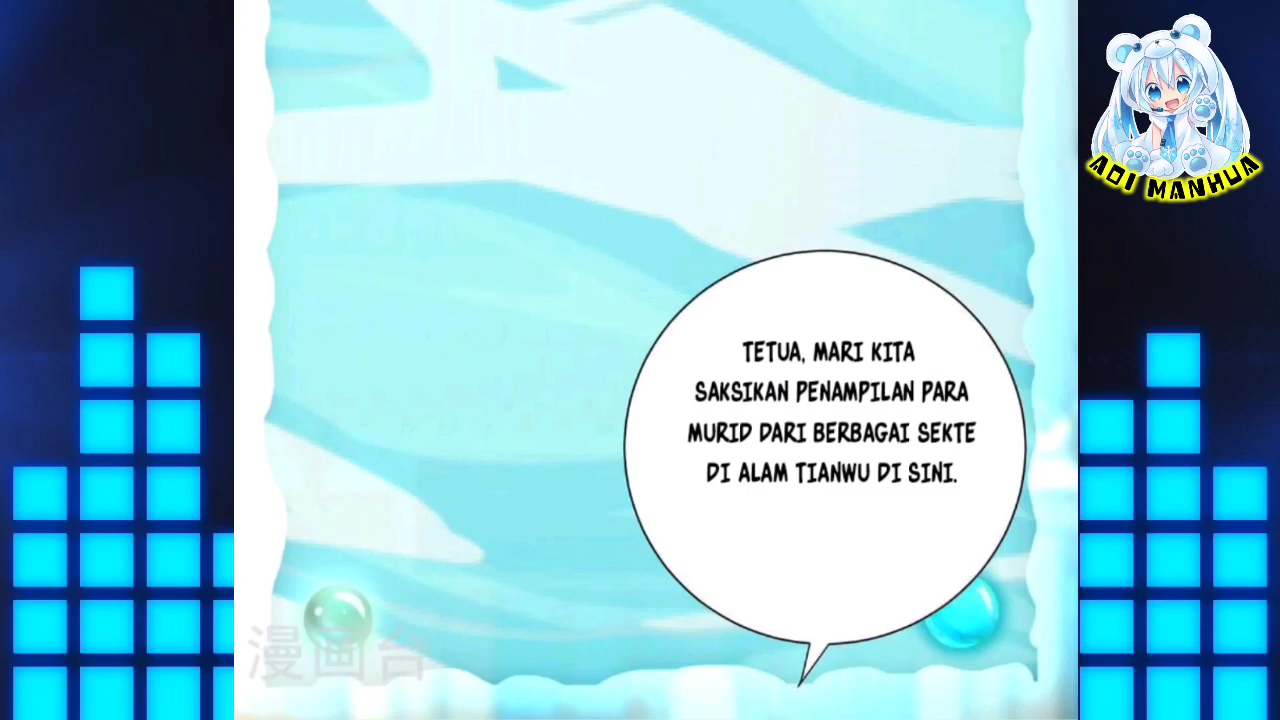 AOI MANHUA
TETUA, MARI KITA
SAKSIKAN PENAMPILAN PARA
MURID DARI BERBAGAI SEKTE
DI ALAM TIANWU DI SINI.
漫画台